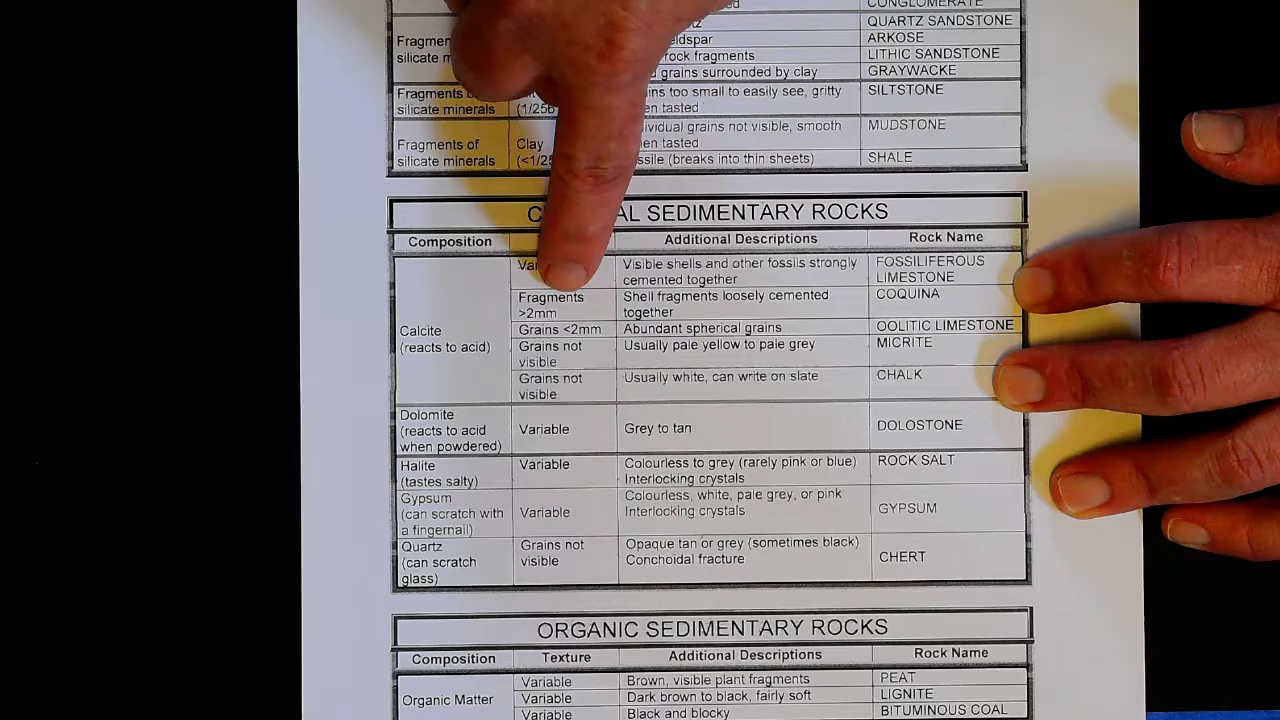 CONGLOMERATE
QUARTZ SANDSTONE
ARKOSE
Fragments
silicate
rock fragments
LITHIC SANDSTONE
grains surrounded by clay
GRAYWACKE
Fragments
silicate minerals
(1/256
too small to easily see, gritty
tasted
SILTSTONE
Fragments of
silicate minerals
Clay
grains not visible, smooth
tasted
MUDSTONE
(breaks into thin sheets)
SHALE
SEDIMENTARY ROCKS
Composition
Additional Descriptions
Rock Name
Calcite
(reacts to acid)
Visible shells and other fossils strongly
cemented together
FOSSILIFEROUS
LIMESTONE
Fragments
>2mm
Shell fragments loosely cemented
together
COQUINA
Grains <2mm
Abundant spherical grains
OOLITIC LIMESTONE
Grains not
visible
Usually pale yellow to pale grey
MICRITE
Grains not
visible
Usually white, can write on slate
CHALK
Dolomite
(reacts to acid
when powdered)
Variable
Grey to tan
DOLOSTONE
Halite
(tastes salty)
Variable
Colourless to grey (rarely pink or blue)
Interlocking crystals
ROCK SALT
Gypsum
(can scratch with
a fingernail)
Variable
Colourless, white, pale grey, or pink
Interlocking crystals
GYPSUM
Quartz
(can scratch
glass)
Grains not
visible
Opaque tan or grey (sometimes black)
Conchoidal fracture
CHERT
ORGANIC SEDIMENTARY ROCKS
Composition
Texture
Additional Descriptions
Rock Name
Organic Matter
Variable
Brown, visible plant fragments
PEAT
Variable
Dark brown to black, fairly soft
LIGNITE
Variable
Black and blocky
BITUMINOUS COAL